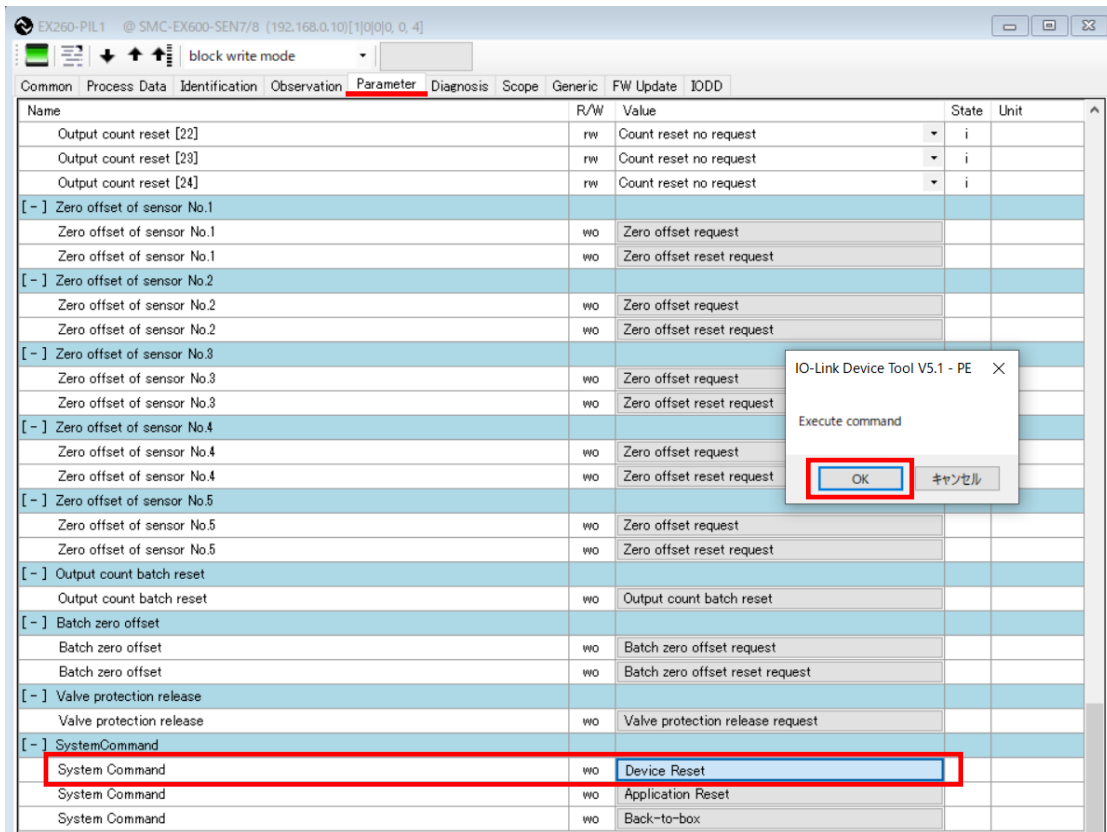 EX260-PIL1 @ SMC-EX600-SEN7/8 (192.168.0.10)[1|0|0|0, 0, 4]
block write mode
Common Process Data Identification Observation Parameter Diagnosis Scope Generic FW Update IODD
Name R/W Value State Unit
Output count reset [22] rw Count reset no request i
Output count reset [23] rw Count reset no request i
Output count reset [24] rw Count reset no request i
[-] Zero offset of sensor No.1
Zero offset of sensor No.1 wo Zero offset request
Zero offset of sensor No.1 wo Zero offset reset request
[-] Zero offset of sensor No.2
Zero offset of sensor No.2 wo Zero offset request
Zero offset of sensor No.2 wo Zero offset reset request
[-] Zero offset of sensor No.3
Zero offset of sensor No.3 wo Zero offset request
Zero offset of sensor No.3 wo Zero offset reset request
[-] Zero offset of sensor No.4
Zero offset of sensor No.4 wo Zero offset request
Zero offset of sensor No.4 wo Zero offset reset request
[-] Zero offset of sensor No.5
Zero offset of sensor No.5 wo Zero offset request
Zero offset of sensor No.5 wo Zero offset reset request
[-] Output count batch reset
Output count batch reset wo Output count batch reset
[-] Batch zero offset
Batch zero offset wo Batch zero offset request
Batch zero offset wo Batch zero offset reset request
[-] Valve protection release
Valve protection release wo Valve protection release request
[-] SystemCommand
System Command wo Device Reset
System Command wo Application Reset
System Command wo Back-to-box
IO-Link Device Tool V5.1 - PE
Execute command
OK キャンセル